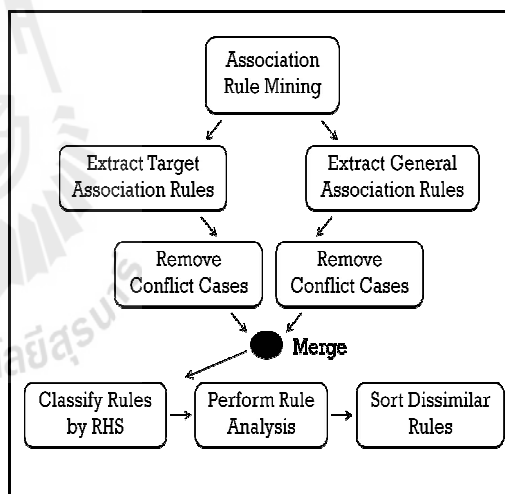 Association
Rule Mining
Extract Target
Association Rules
Extract General
Association Rules
Remove
Conflict Cases
Remove
Conflict Cases
Merge
Classify Rules
by RHS
Perform Rule
Analysis
Sort Dissimilar
Rules